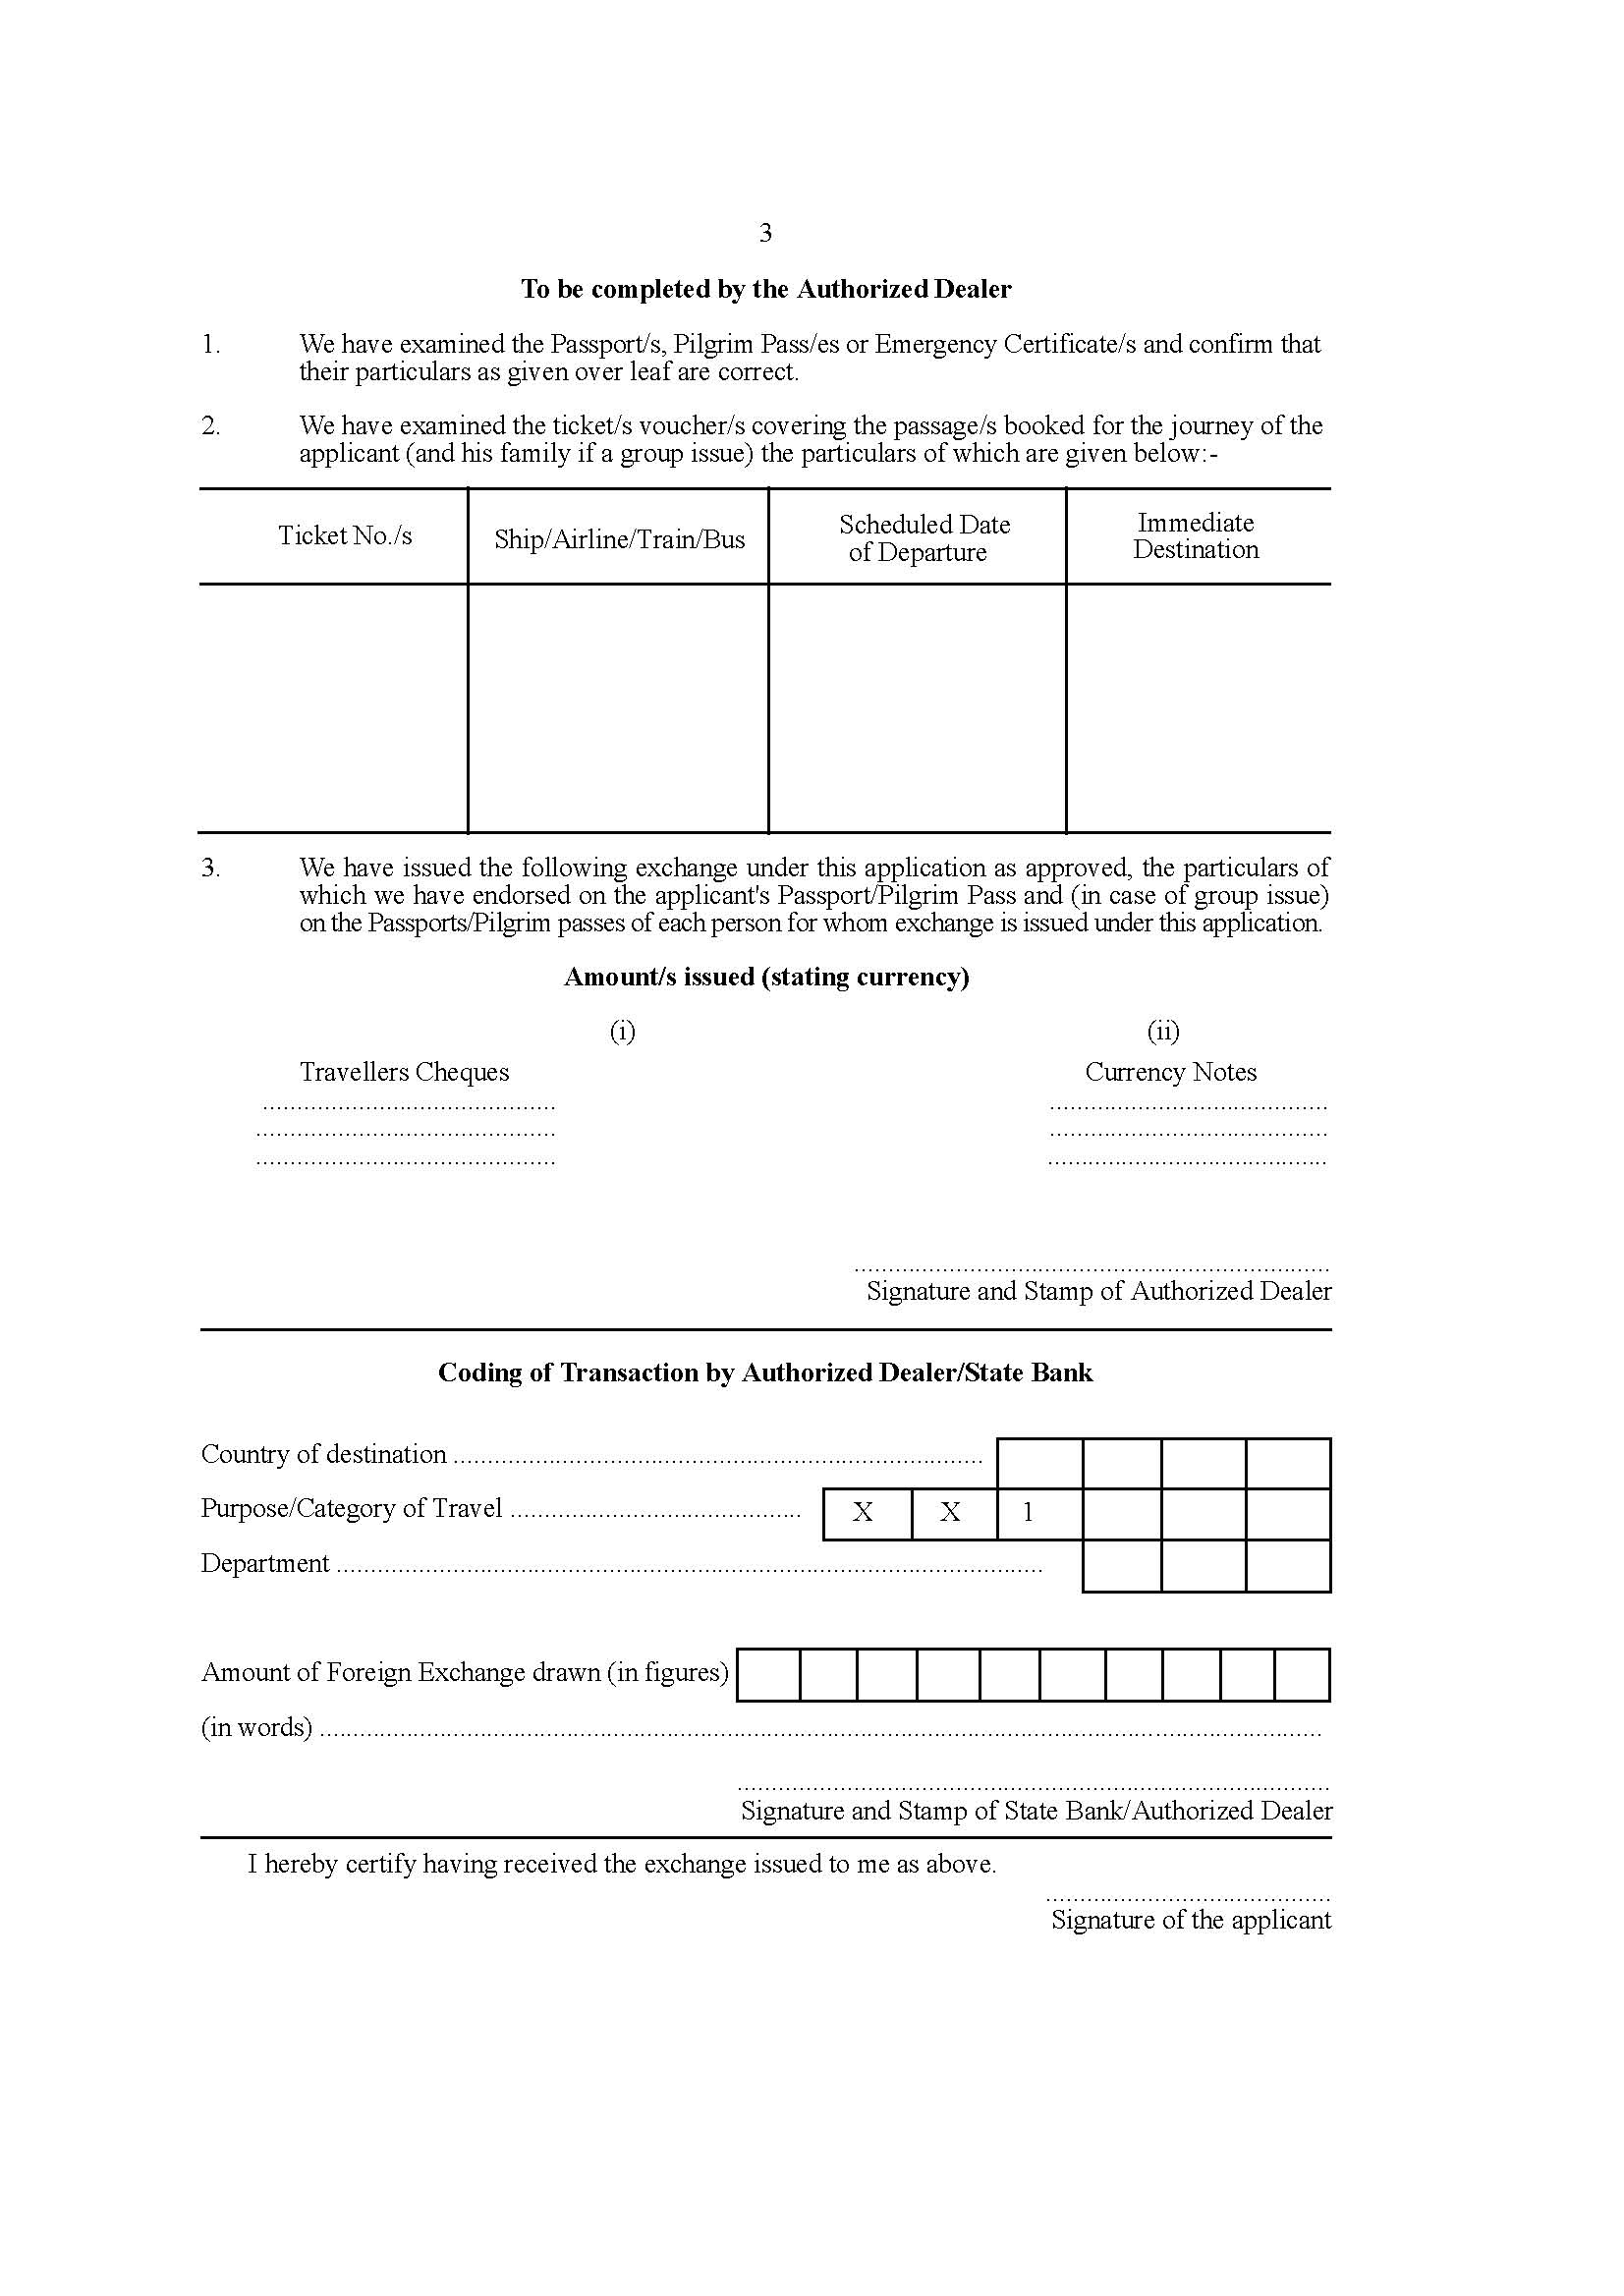 3
To be completed by the Authorized Dealer
1. We have examined the Passport/s, Pilgrim Pass/es or Emergency Certificate/s and confirm that
their particulars as given over leaf are correct.
2. We have examined the ticket/s voucher/s covering the passage/s booked for the journey of the
applicant (and his family if a group issue) the particulars of which are given below:-
Ticket No./s Ship/Airline/Train/Bus Scheduled Date of Departure Immediate Destination
3. We have issued the following exchange under this application as approved, the particulars of
which we have endorsed on the applicant's Passport/Pilgrim Pass and (in case of group issue)
on the Passports/Pilgrim passes of each person for whom exchange is issued under this application.
Amount/s issued (stating currency)
(i) (ii)
Travellers Cheques Currency Notes
Signature and Stamp of Authorized Dealer
Coding of Transaction by Authorized Dealer/State Bank
Country of destination
Purpose/Category of Travel X X 1
Department
Amount of Foreign Exchange drawn (in figures)
(in words)
Signature and Stamp of State Bank/Authorized Dealer
I hereby certify having received the exchange issued to me as above.
Signature of the applicant